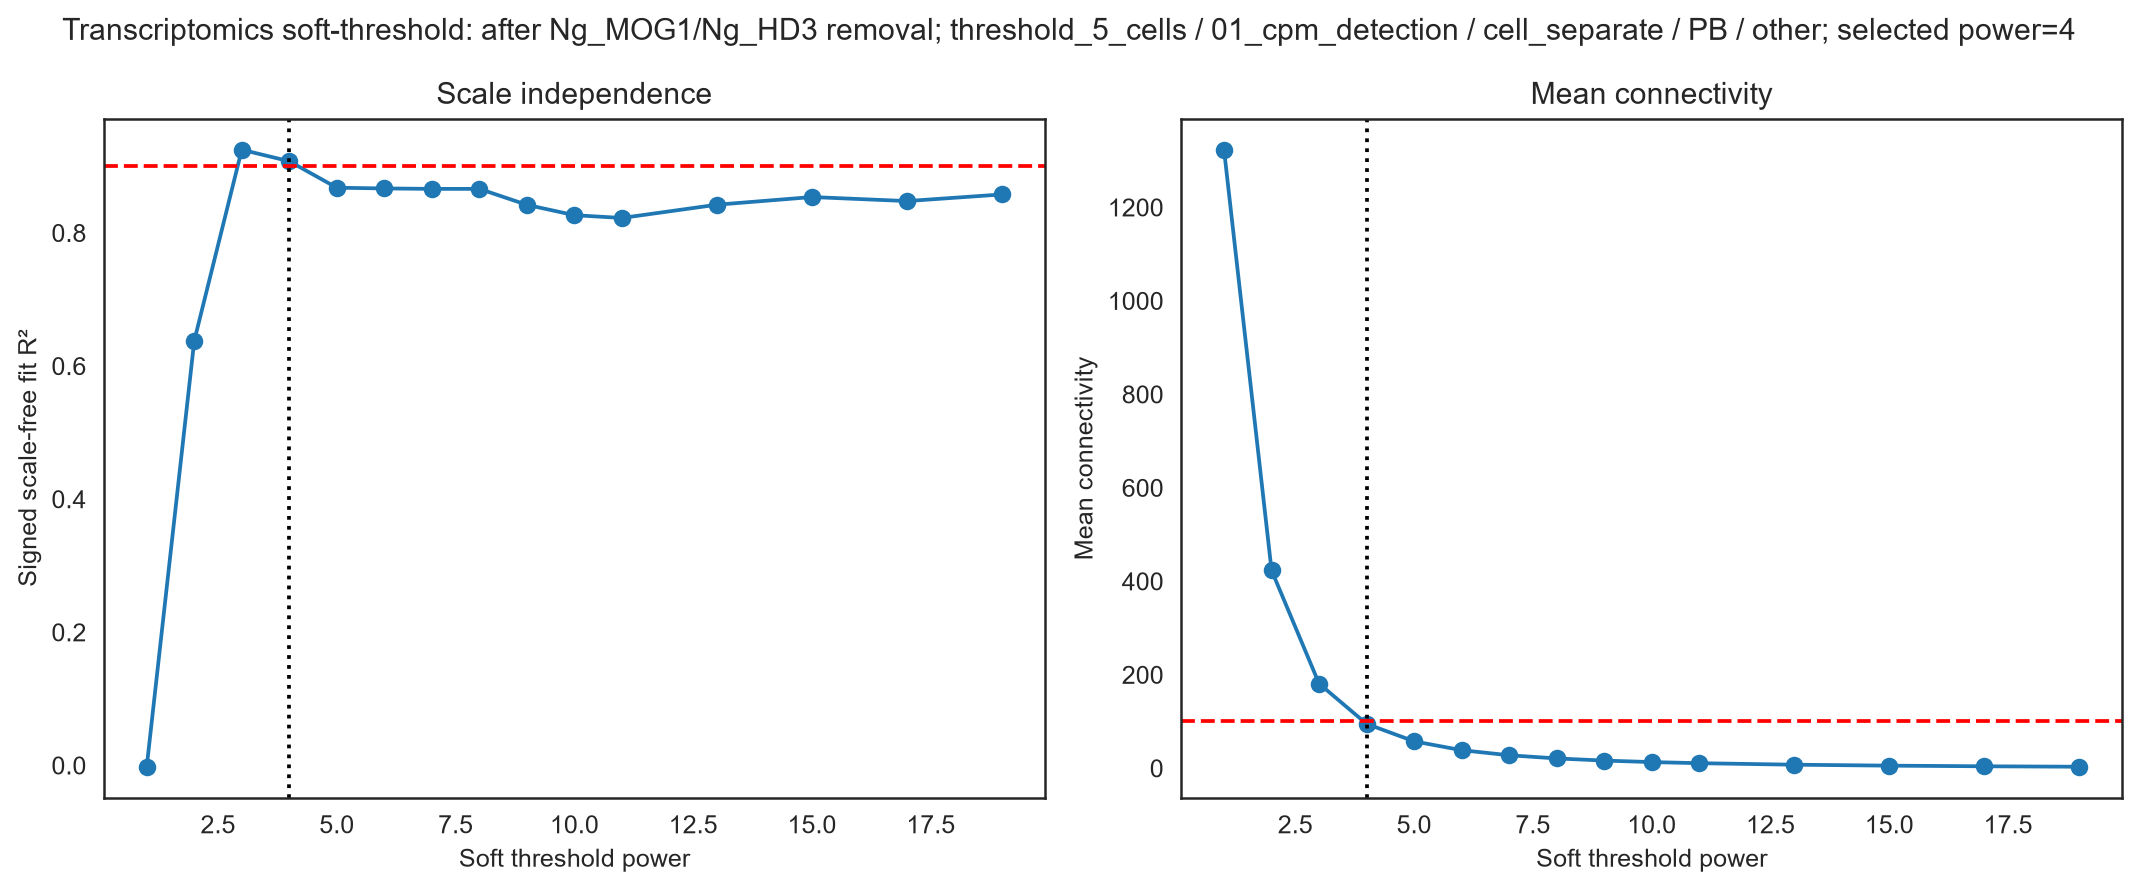 Transcriptomics soft-threshold: after Ng_MOG1/Ng_HD3 removal; threshold_5_cells / 01_cpm_detection / cell_separate / PB / other; selected power=4
Scale independence
Signed scale-free fit R²
0.8
0.6
0.4
0.2
0.0
2.5 5.0 7.5 10.0 12.5 15.0 17.5
Soft threshold power
Mean connectivity
Mean connectivity
1200
1000
800
600
400
200
0
2.5 5.0 7.5 10.0 12.5 15.0 17.5
Soft threshold power